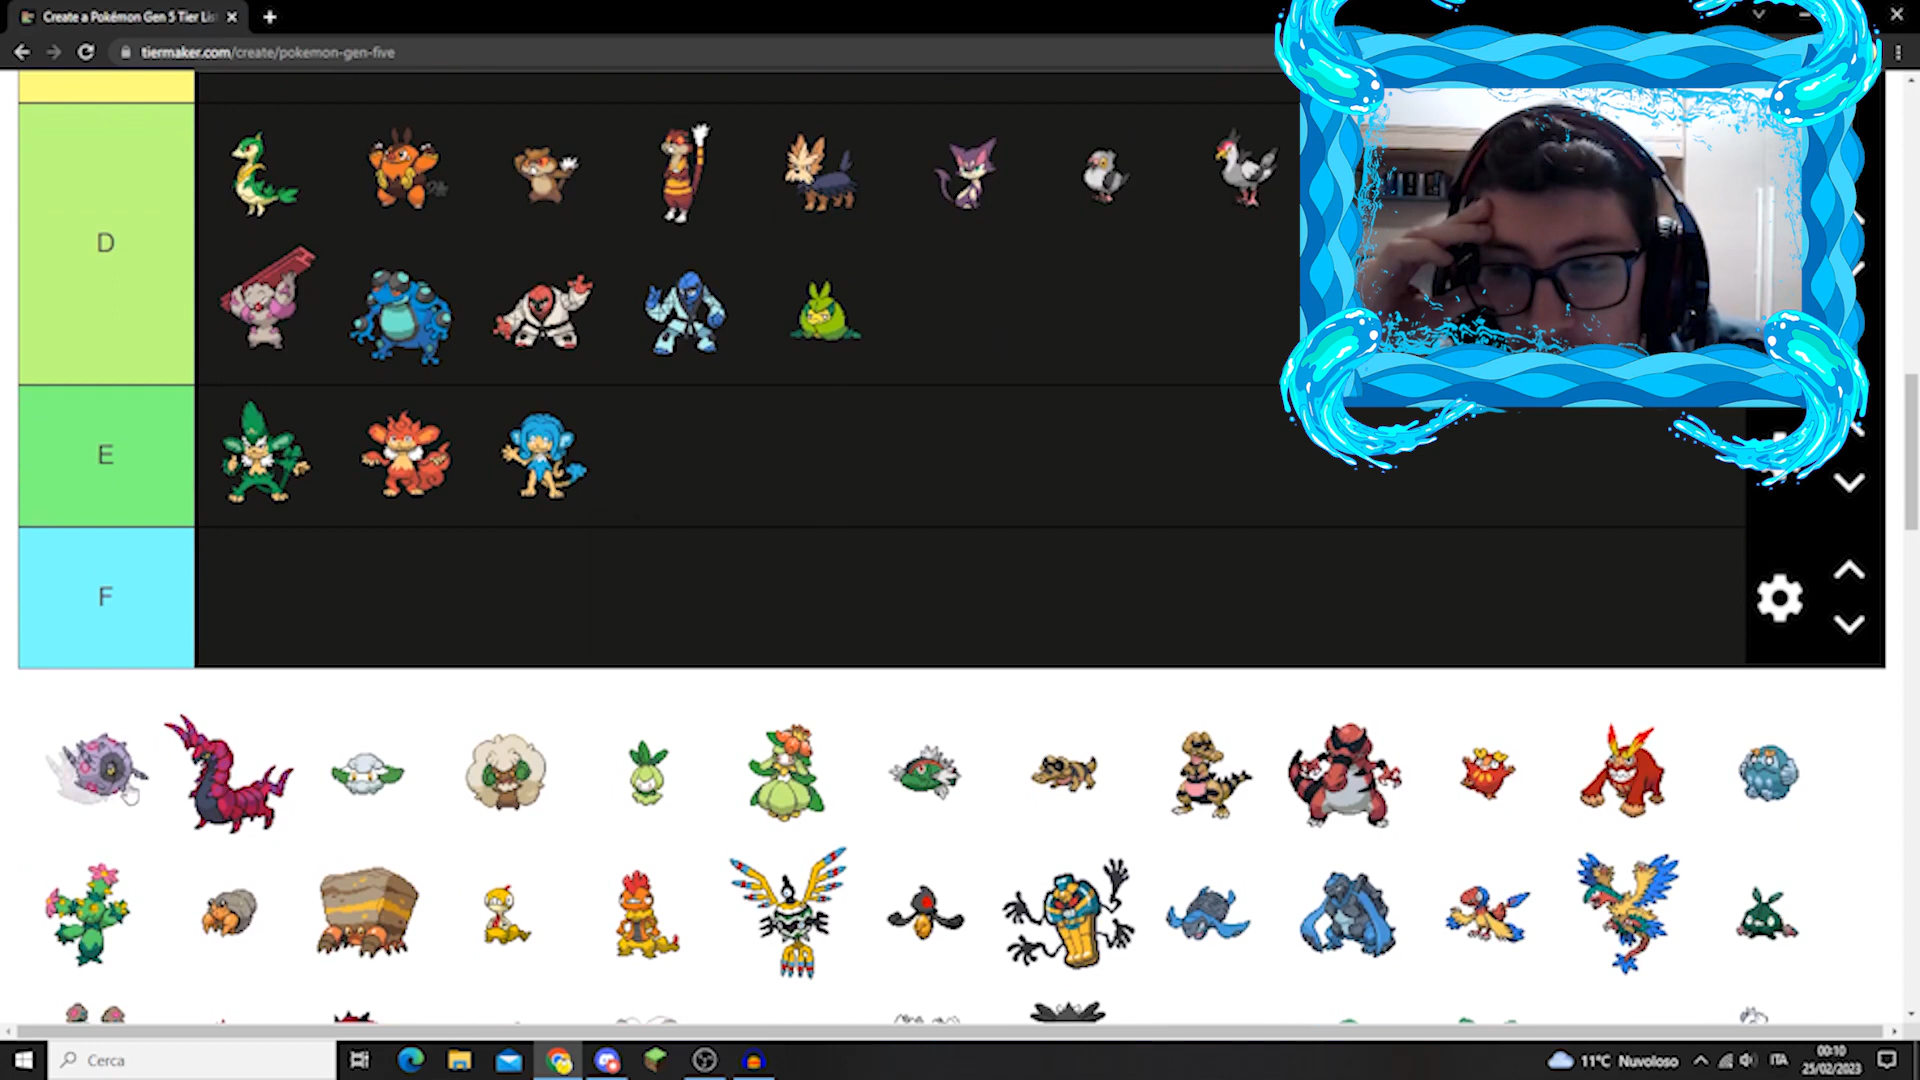 Create a Pokémon Gen 5 Tier Lis
tiermaker.com/create/pokemon-gen-five
D
E
F
Cerca
11°C Nuvoloso
ITA
00:10
25/02/2023